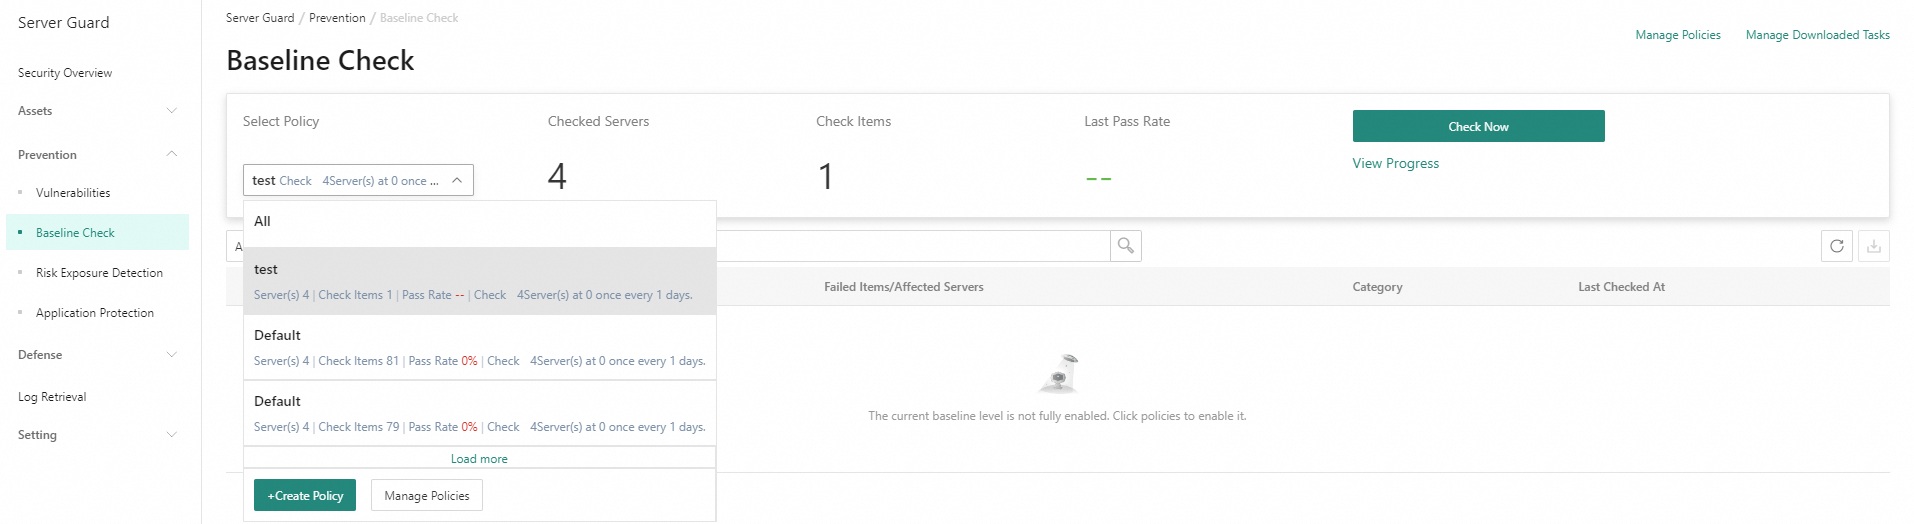 Server Guard
Security Overview
Assets
Prevention
Vulnerabilities
Baseline Check
Risk Exposure Detection
Application Protection
Defense
Log Retrieval
Setting
Server Guard / Prevention / Baseline Check
Manage Policies Manage Downloaded Tasks
Baseline Check
Select Policy Checked Servers Check Items Last Pass Rate Check Now
View Progress
test Check 4Server(s) at 0 once ... 4 1 --
All
A
test
Server(s) 4 | Check Items 1 | Pass Rate -- | Check 4Server(s) at 0 once every 1 days.
Default
Server(s) 4 | Check Items 81 | Pass Rate 0% | Check 4Server(s) at 0 once every 1 days.
Default
Server(s) 4 | Check Items 79 | Pass Rate 0% | Check 4Server(s) at 0 once every 1 days.
Load more
+Create Policy Manage Policies
Failed Items/Affected Servers Category Last Checked At
The current baseline level is not fully enabled. Click policies to enable it.